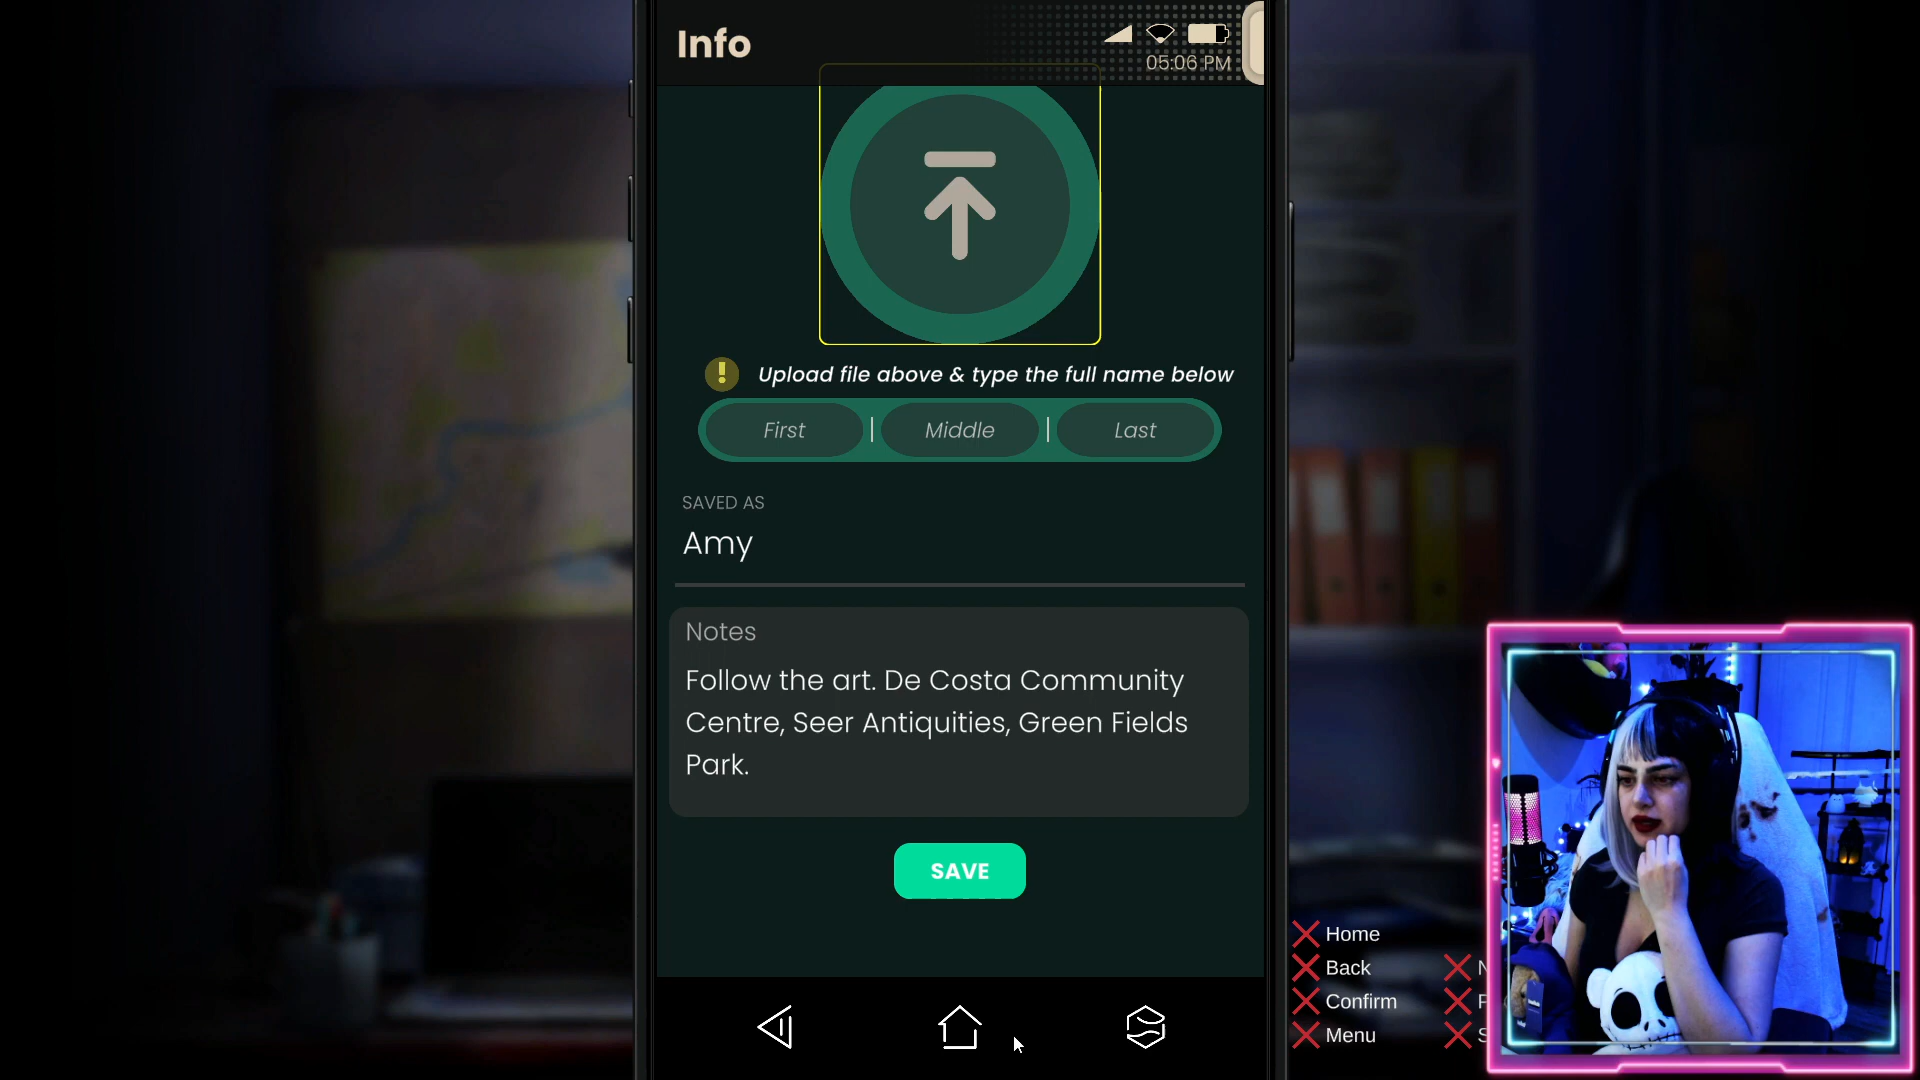 Info
05:06 PM
Upload file above & type the full name below
First | Middle | Last
SAVED AS
Amy
Notes
Follow the art. De Costa Community
Centre, Seer Antiquities, Green Fields
Park.
SAVE
Home
Back
Confirm
Menu